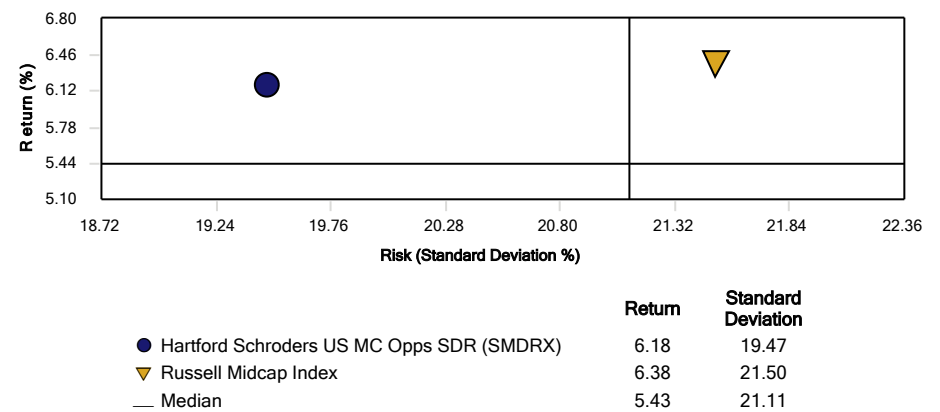 6.80
6.46
6.12
5.78
5.44
5.10
Return (%)
18.72 19.24 19.76 20.28 20.80 21.32 21.84 22.36
Risk (Standard Deviation %)
Return Standard Deviation
Hartford Schroders US MC Opps SDR (SMDRX) 6.18 19.47
Russell Midcap Index 6.38 21.50
Median 5.43 21.11